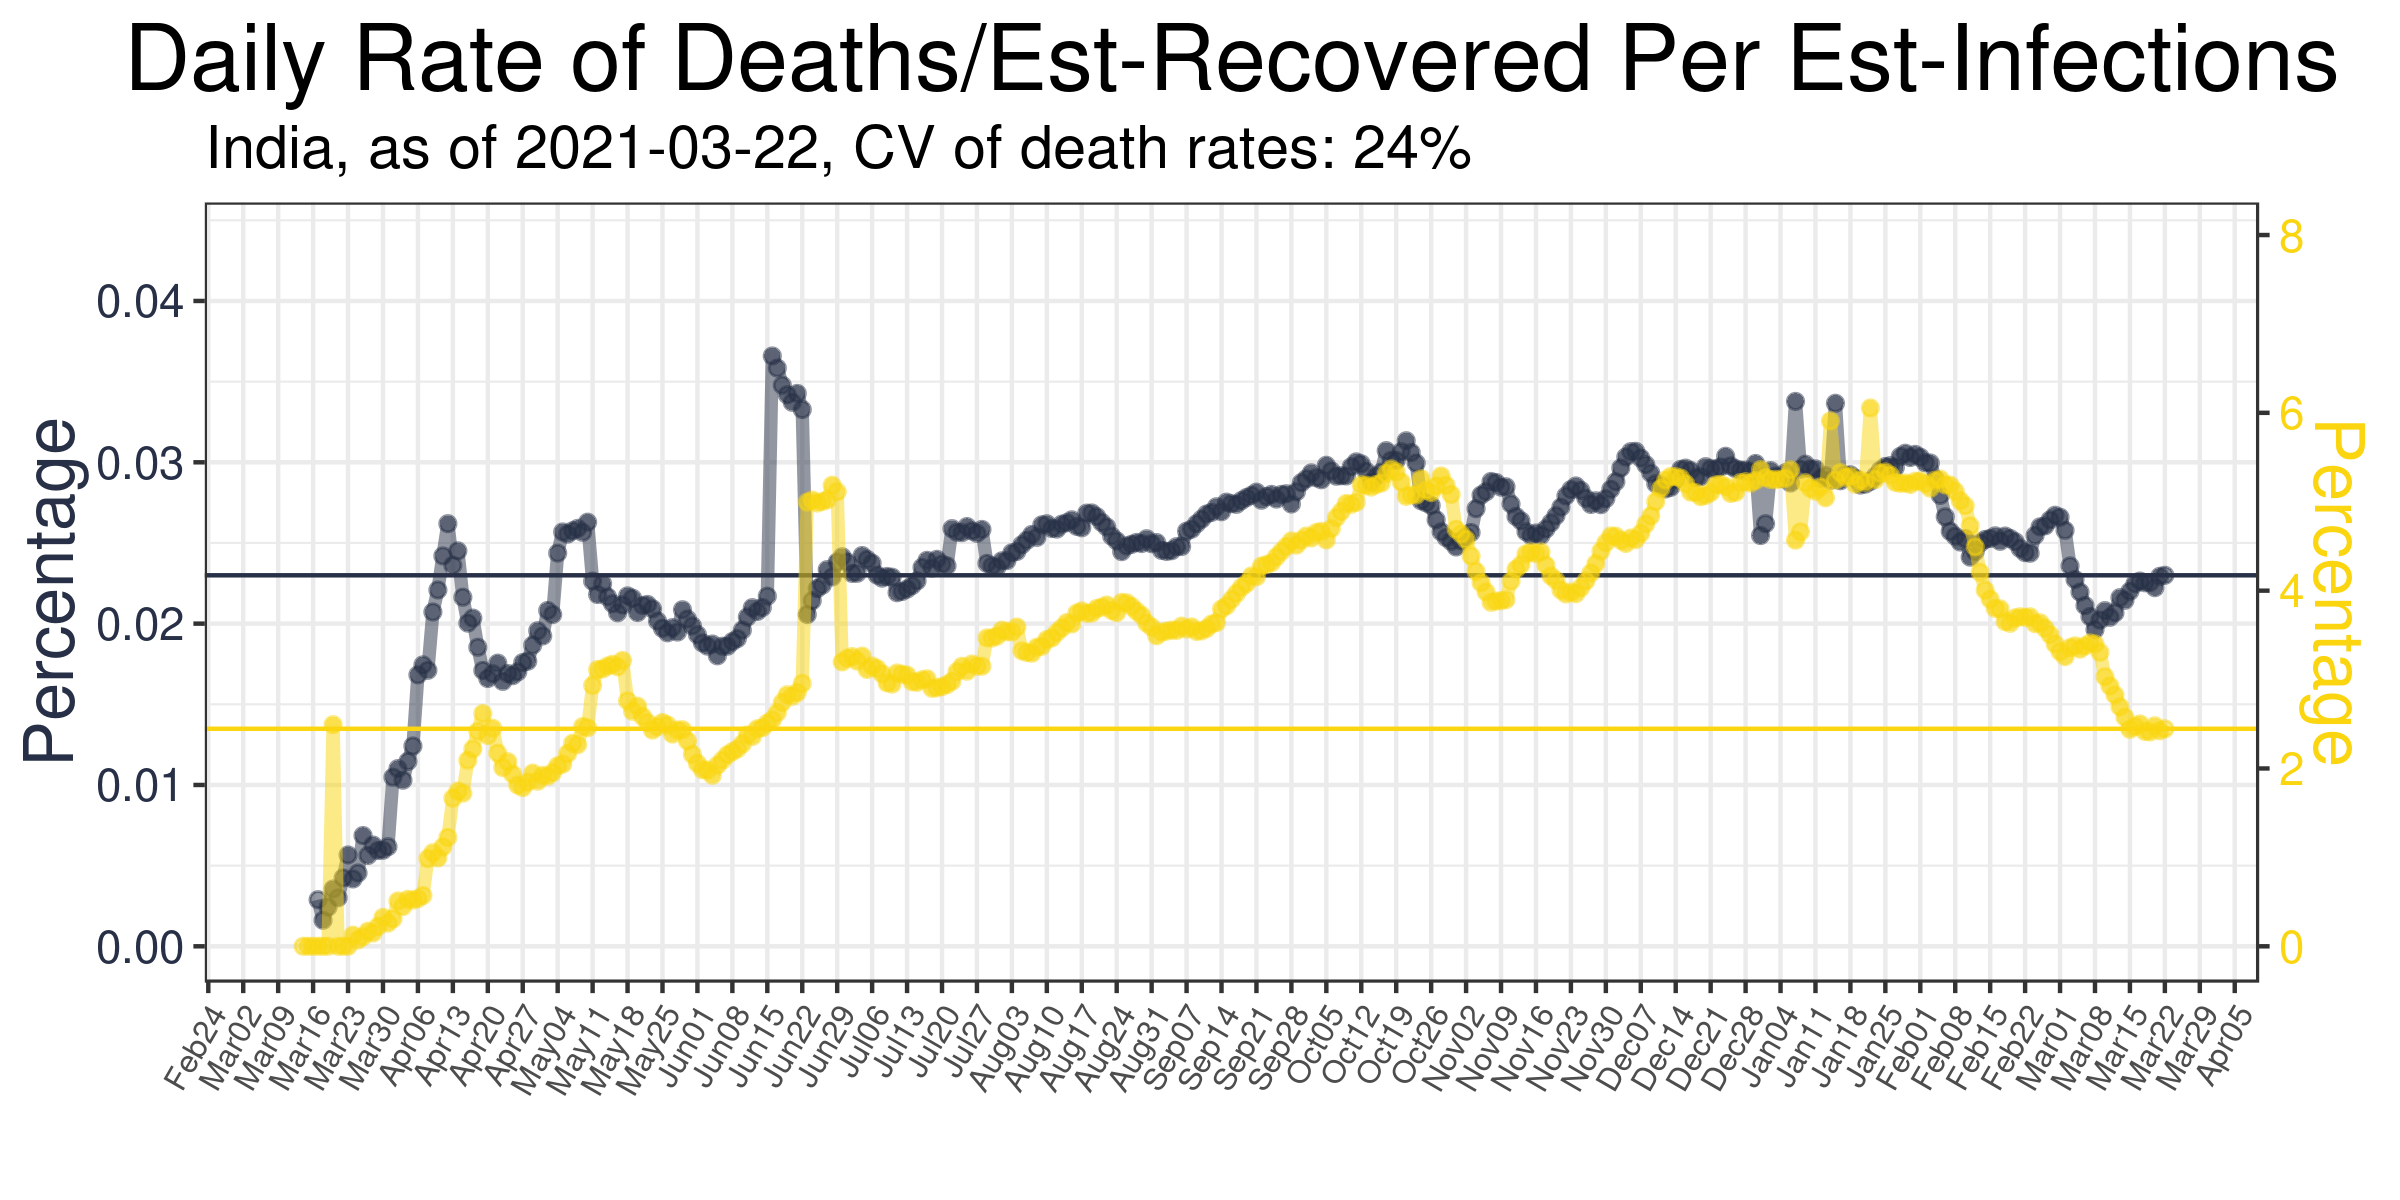 Daily Rate of Deaths/Est-Recovered Per Est-Infections
India, as of 2021-03-22, CV of death rates: 24%
Percentage
0.04
0.03
0.02
0.01
0.00
8
6
4
2
0
Percentage
Feb24
Mar02
Mar09
Mar16
Mar23
Mar30
Apr06
Apr13
Apr20
Apr27
May04
May11
May18
May25
Jun01
Jun08
Jun15
Jun22
Jun29
Jul06
Jul13
Jul20
Jul27
Aug03
Aug10
Aug17
Aug24
Aug31
Sep07
Sep14
Sep21
Sep28
Oct05
Oct12
Oct19
Oct26
Nov02
Nov09
Nov16
Nov23
Nov30
Dec07
Dec14
Dec21
Dec28
Jan04
Jan11
Jan18
Jan25
Feb01
Feb08
Feb15
Feb22
Mar01
Mar08
Mar15
Mar22
Mar29
Apr05